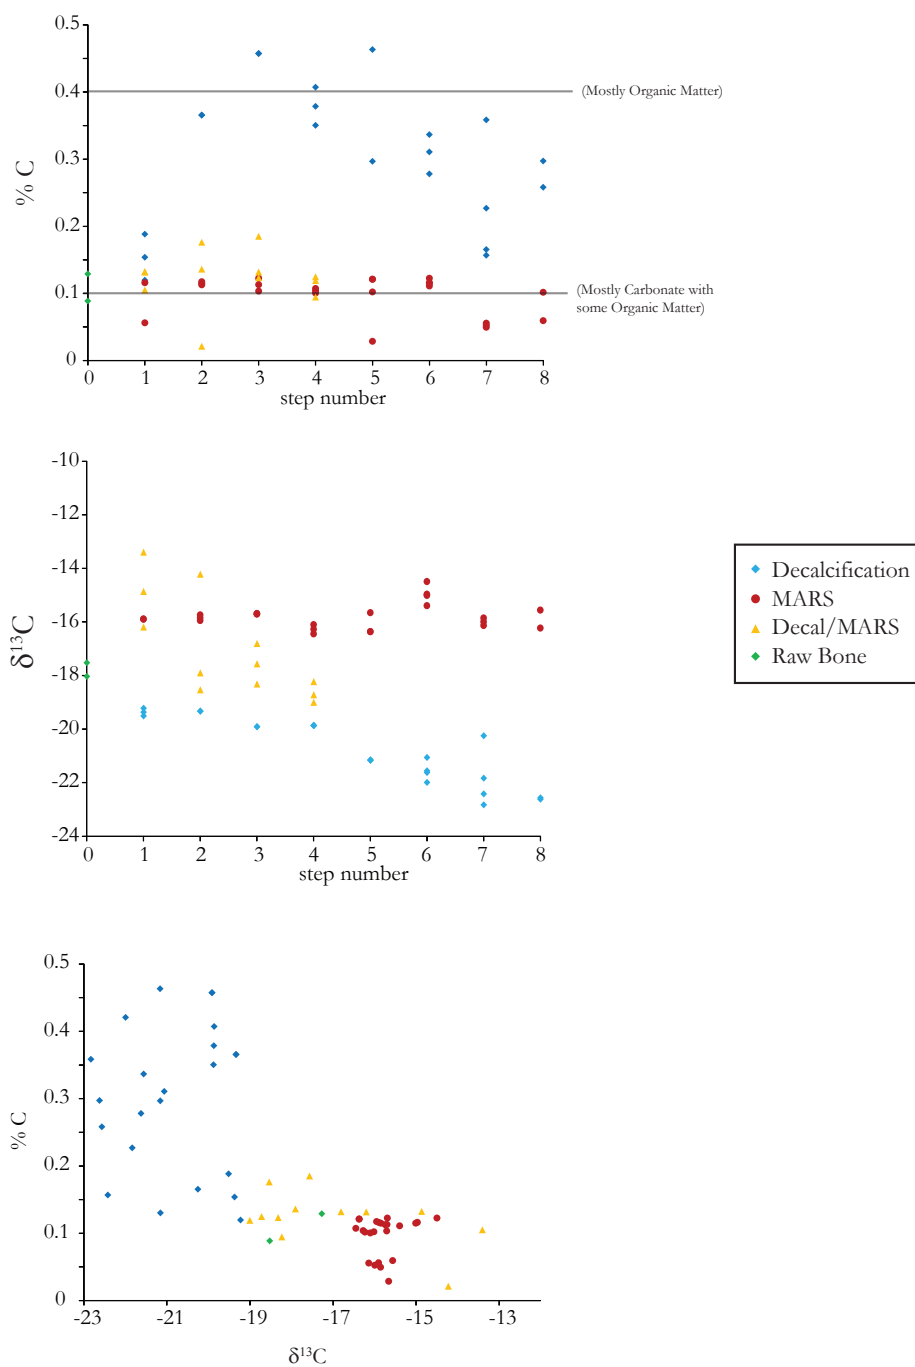 0.5
0.4
0.3
0.2
0.1
0
% C
(Mostly Organic Matter)
(Mostly Carbonate with
some Organic Matter)
0 1 2 3 4 5 6 7 8
step number
-10
-12
-14
-16
-18
-20
-22
-24
δ¹³C
0 1 2 3 4 5 6 7 8
step number
Decalcification
MARS
Decal/MARS
Raw Bone
0.5
0.4
0.3
0.2
0.1
0
% C
-23 -21 -19 -17 -15 -13
δ¹³C